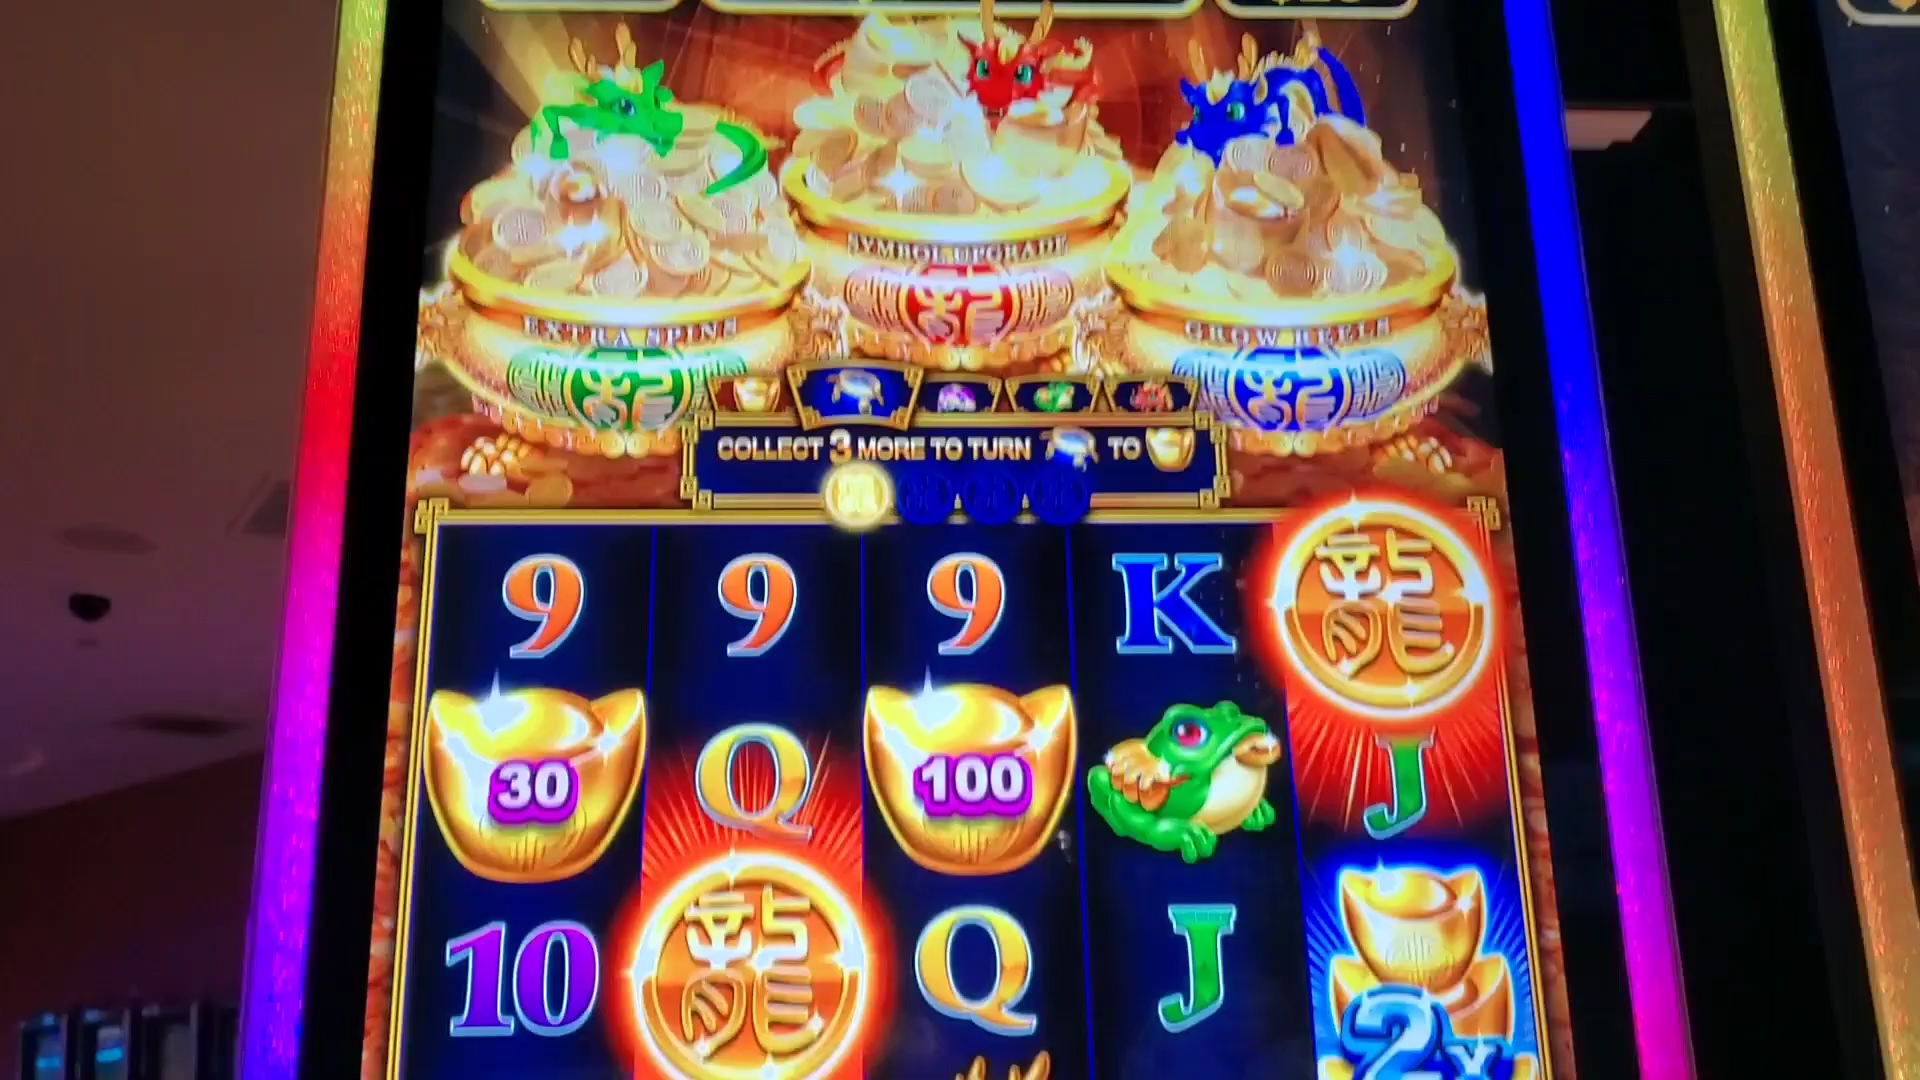 SYMBOL UPGRADE
EXTRA SPINS
GROW REELS
COLLECT 3 MORE TO TURN TO
9 9 9 K 龍
30 Q 100 J
10 龍 Q J 2X